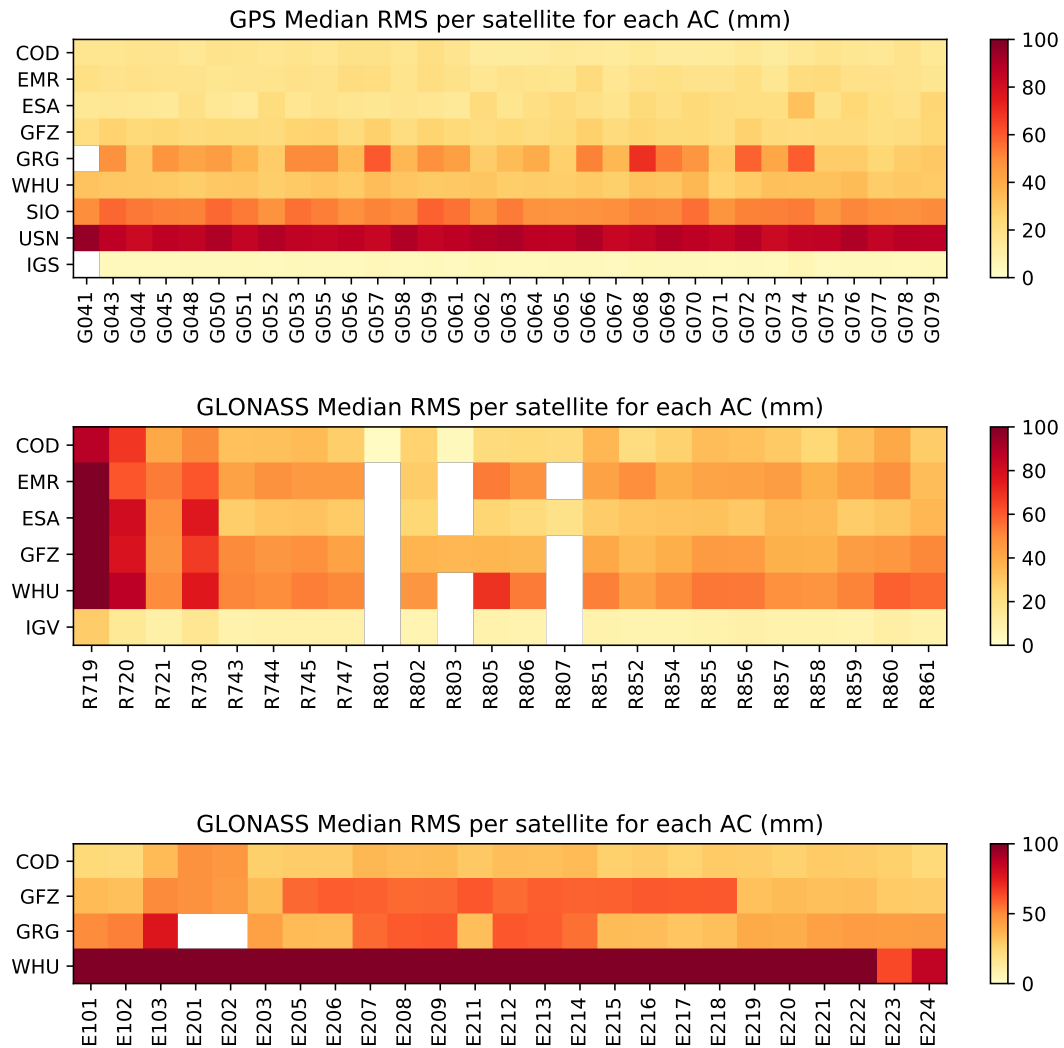 GPS Median RMS per satellite for each AC (mm)
COD
EMR
ESA
GFZ
GRG
WHU
SIO
USN
IGS
G041 G043 G044 G045 G048 G050 G051 G052 G053 G055 G056 G057 G058 G059 G061 G062 G063 G064 G065 G066 G067 G068 G069 G070 G071 G072 G073 G074 G075 G076 G077 G078 G079
100
80
60
40
20
0
GLONASS Median RMS per satellite for each AC (mm)
COD
EMR
ESA
GFZ
WHU
IGV
R719 R720 R721 R730 R743 R744 R745 R747 R801 R802 R803 R805 R806 R807 R851 R852 R854 R855 R856 R857 R858 R859 R860 R861
100
80
60
40
20
0
GLONASS Median RMS per satellite for each AC (mm)
COD
GFZ
GRG
WHU
E101 E102 E103 E201 E202 E203 E205 E206 E207 E208 E209 E210 E211 E212 E213 E214 E215 E216 E217 E218 E219 E220 E221 E222 E223 E224
100
50
0